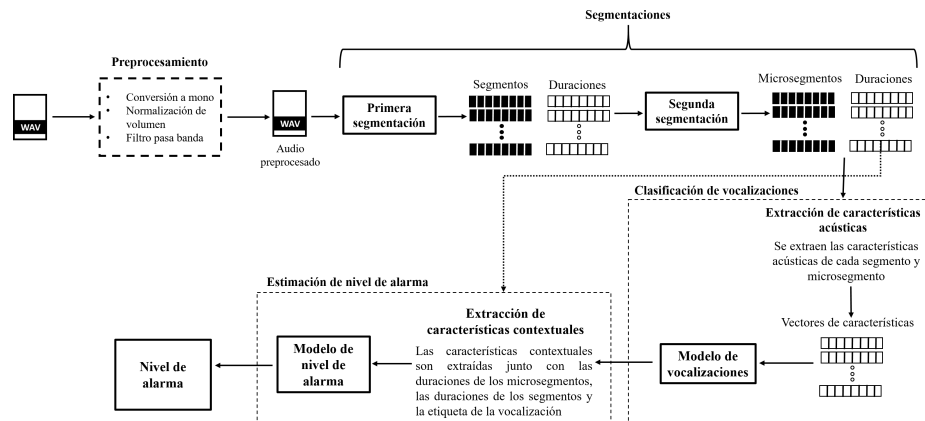 Segmentaciones
Preprocesamiento
WAV
• Conversión a mono
• Normalización de
volumen
• Filtro pasa banda
WAV
Audio
preprocesado
Primera
segmentación
Segmentos
Duraciones
Segunda
segmentación
Microsegmentos
Duraciones
Clasificación de vocalizaciones
Extracción de características
acústicas
Se extraen las características
acústicas de cada segmento y
microsegmento
Vectores de características
Modelo de
vocalizaciones
Estimación de nivel de alarma
Extracción de
características contextuales
Las características contextuales
son extraídas junto con las
duraciones de los microsegmentos,
las duraciones de los segmentos y
la etiqueta de la vocalización
Modelo de
nivel de
alarma
Nivel de
alarma